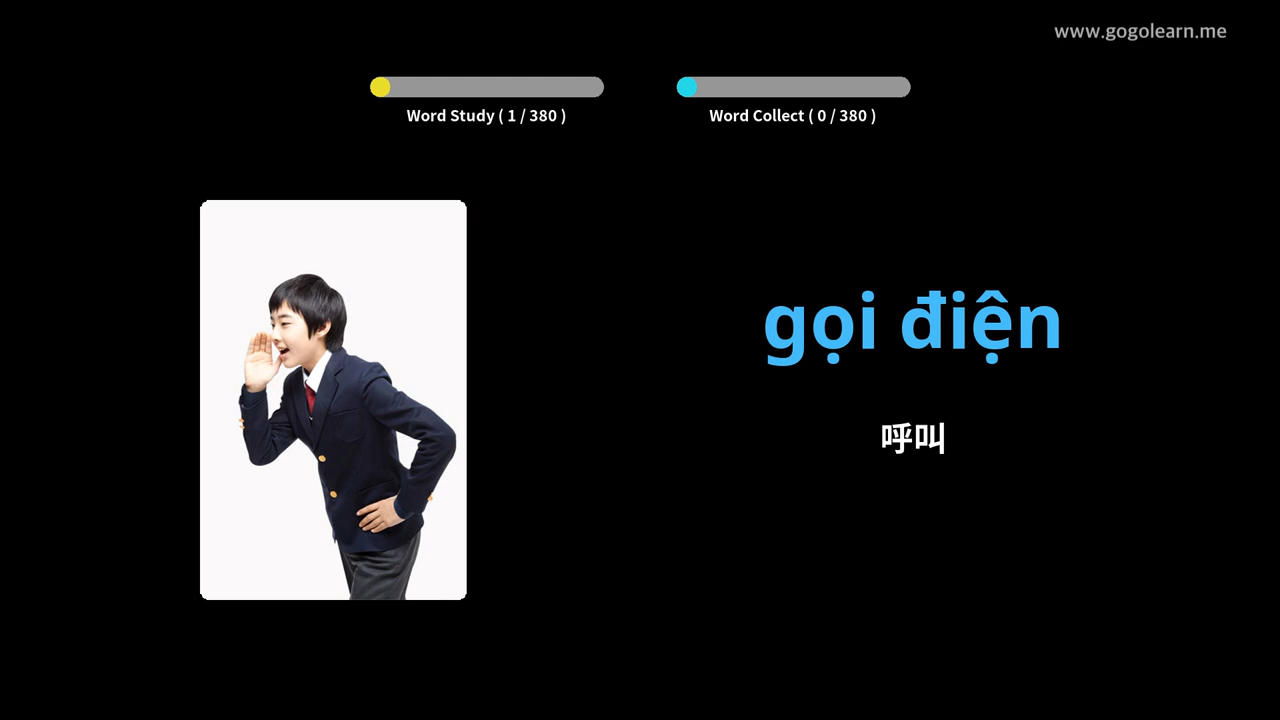 www.gogolearn.me
Word Study ( 1 / 380 )
Word Collect ( 0 / 380 )
gọi điện
呼叫